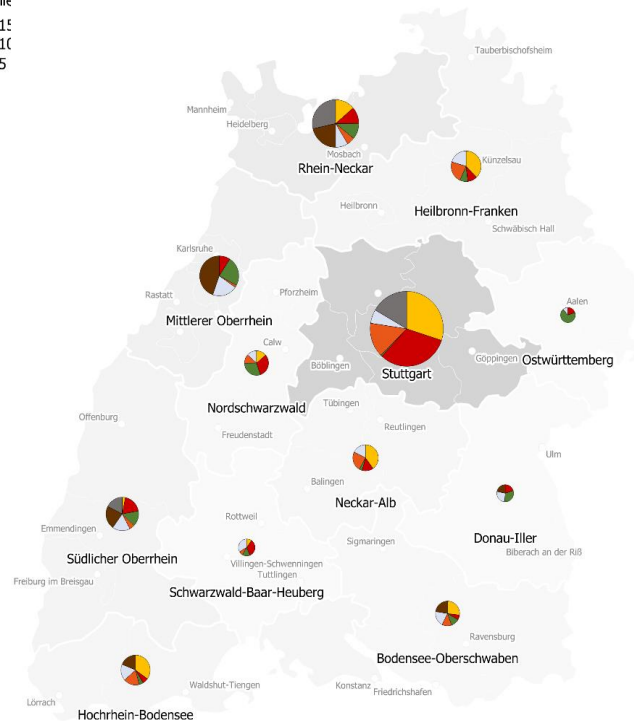 15
10
5
Tauberbischofsheim
Mannheim
Heidelberg
Mosbach
Rhein-Neckar
Künzelsau
Heilbronn
Heilbronn-Franken
Schwäbisch Hall
Karlsruhe
Rastatt
Pforzheim
Mittlerer Oberrhein
Aalen
Calw
Böblingen
Göppingen
Ostwürttemberg
Stuttgart
Nordschwarzwald
Tübingen
Offenburg
Freudenstadt
Reutlingen
Ulm
Balingen
Neckar-Alb
Rottweil
Emmendingen
Sigmaringen
Donau-Iller
Biberach an der Riß
Südlicher Oberrhein
Villingen-Schwenningen
Tuttlingen
Freiburg im Breisgau
Schwarzwald-Baar-Heuberg
Ravensburg
Bodensee-Oberschwaben
Waldshut-Tiengen
Konstanz
Friedrichshafen
Lörrach
Hochrhein-Bodensee